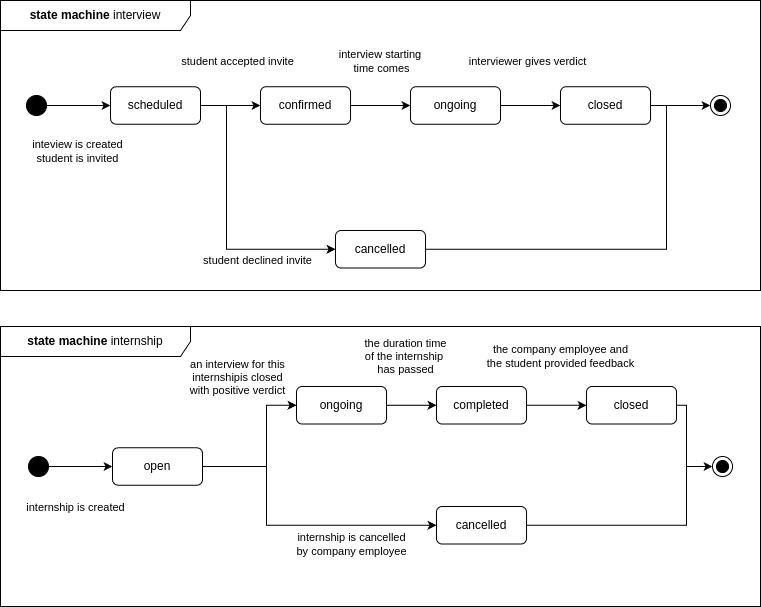 state machine interview
student accepted invite
interview starting
time comes
interviewer gives verdict
scheduled
confirmed
ongoing
closed
inteview is created
student is invited
cancelled
student declined invite
state machine internship
an interview for this
internshipis closed
with positive verdict
the duration time
of the internship
has passed
the company employee and
the student provided feedback
ongoing
completed
closed
open
internship is created
cancelled
internship is cancelled
by company employee